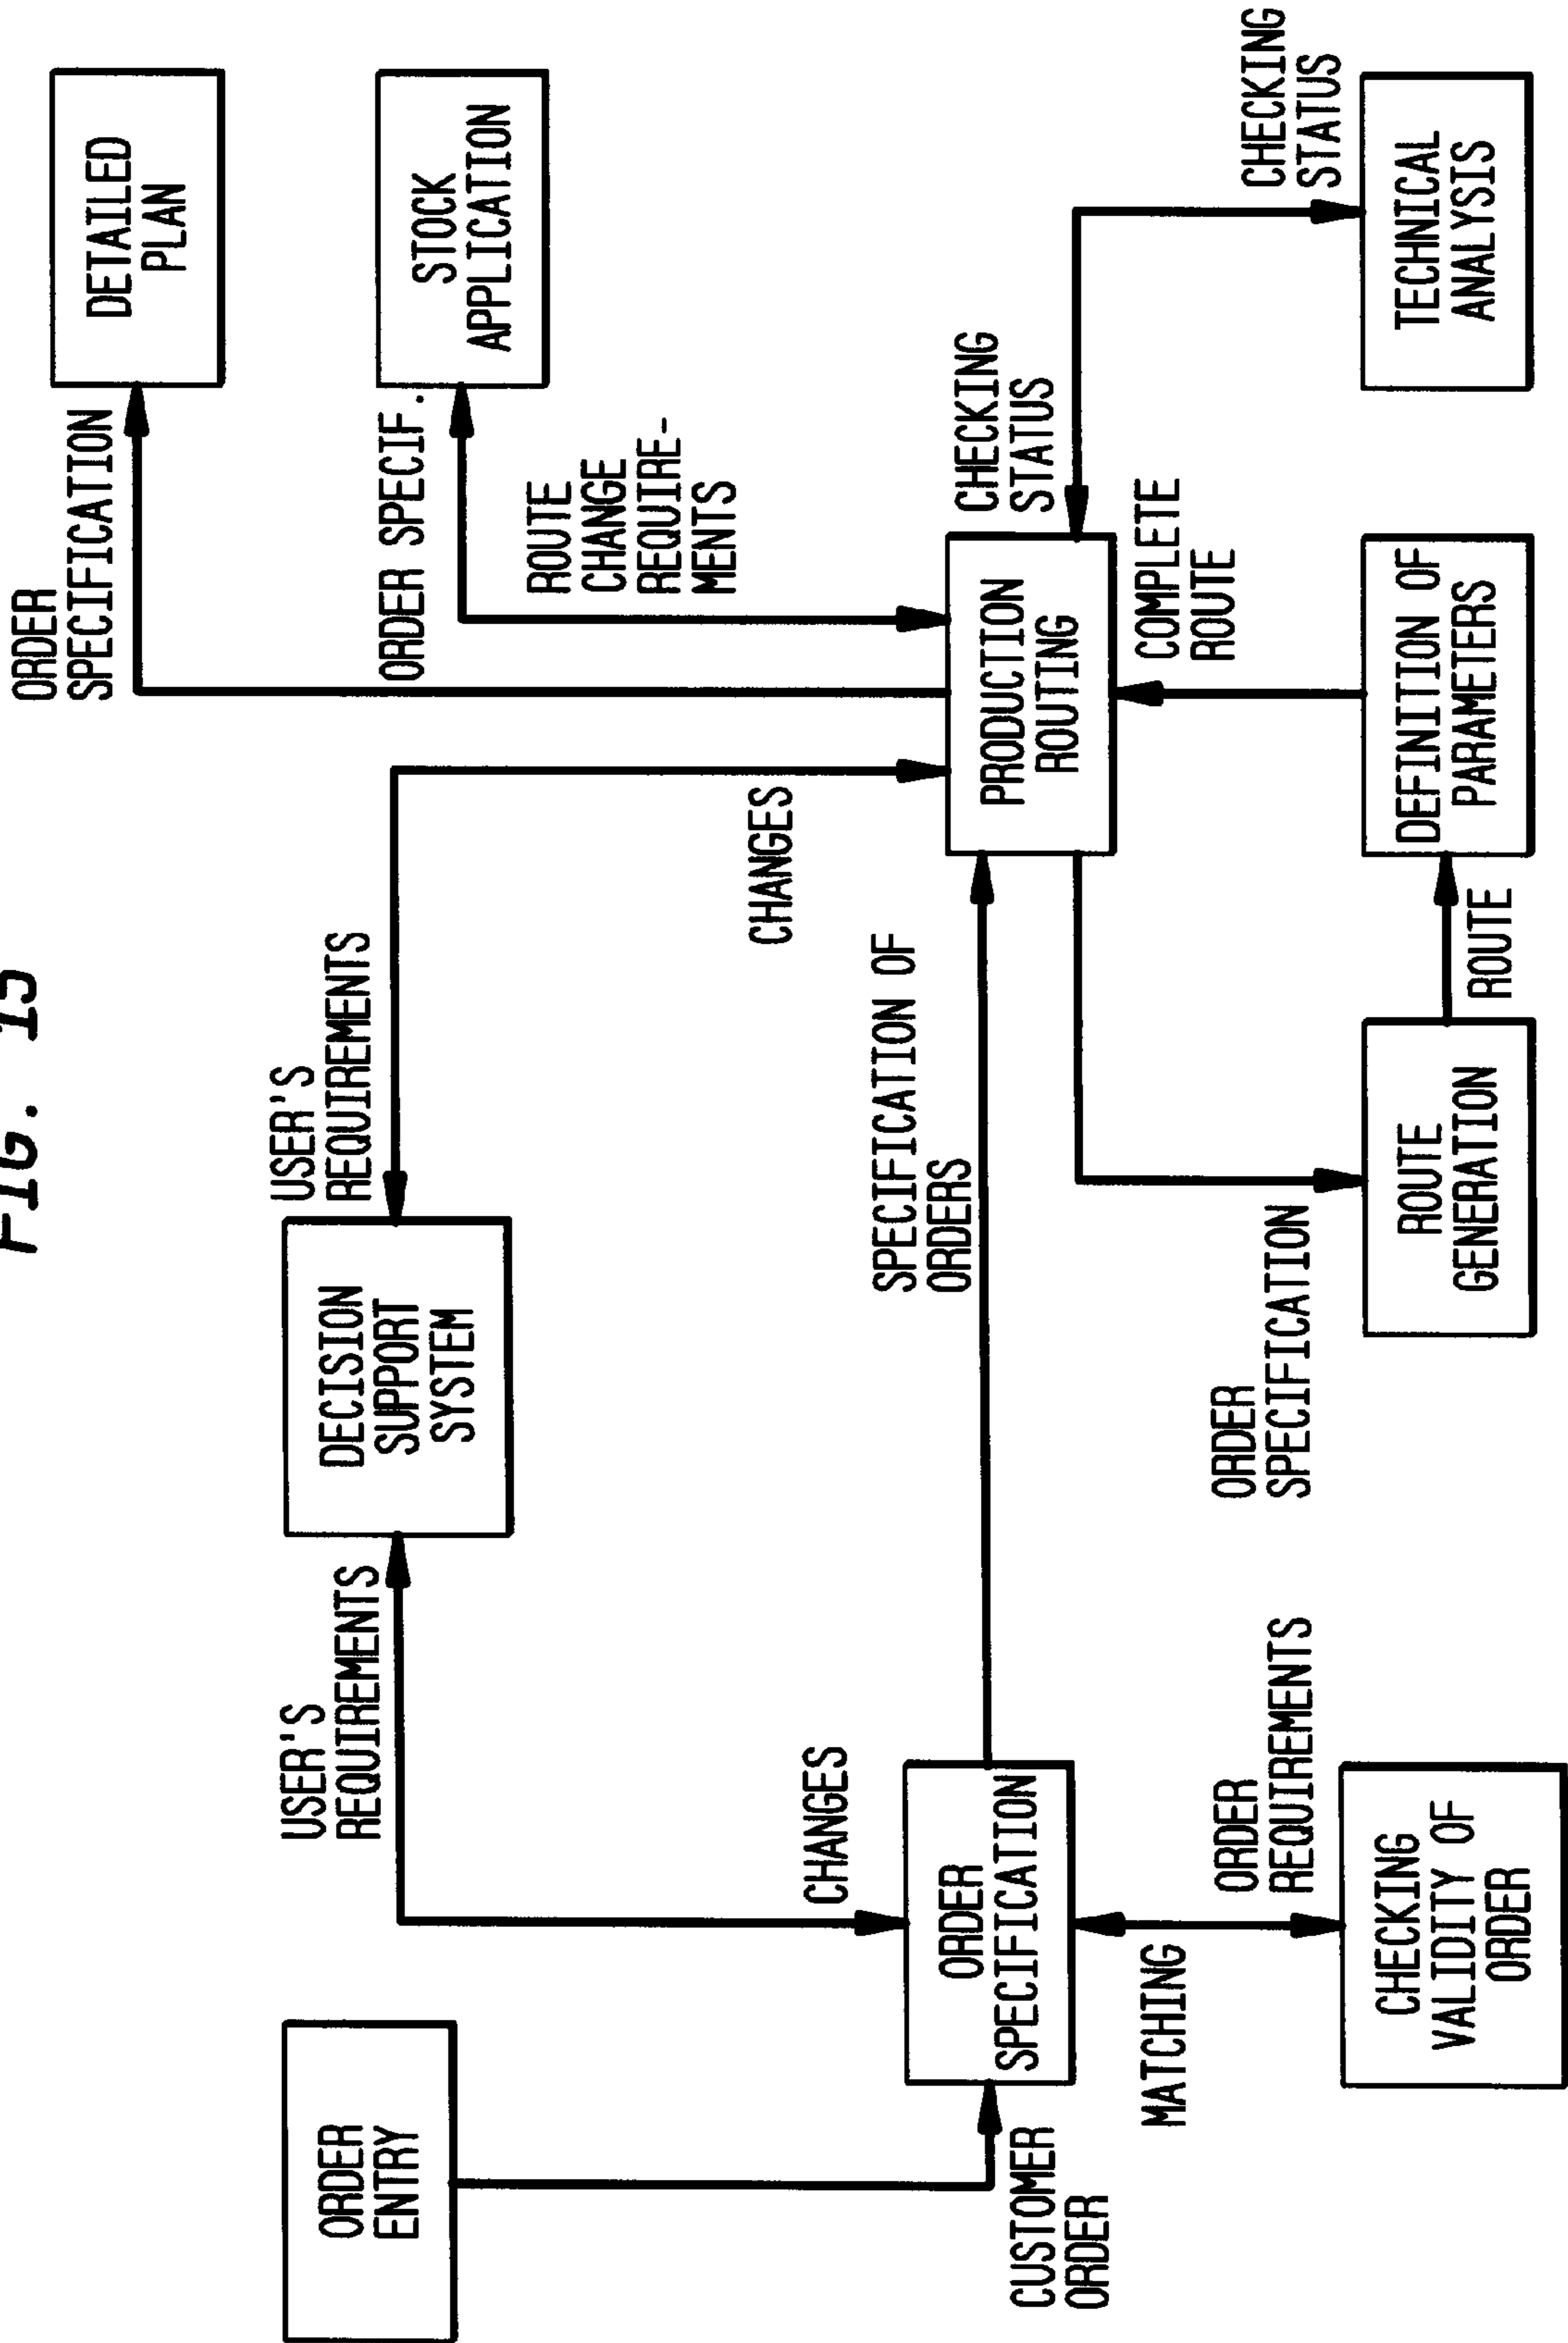 FIG.
ORDER
SPECIFICATION
DETAILED
PLAN
USER'S
REQUIREMENTS
USER'S
REQUIREMENTS
ORDER
ENTRY
DECISION
SUPPORT
SYSTEM
ORDER SPECIF.
STOCK
APPLICATION
ROUTE
CHANGE
REQUIRE-
MENTS
CHANGES
CHANGES
SPECIFICATION OF
ORDERS
CHECKING
STATUS
ORDER
SPECIFICATION
PRODUCTION
ROUTING
CUSTOMER
ORDER
MATCHING
ORDER
REQUIREMENTS
ORDER
SPECIFICATION
COMPLETE
ROUTE
CHECKING
STATUS
CHECKING
VALIDITY OF
ORDER
ROUTE
GENERATION
ROUTE
DEFINITION OF
PARAMETERS
TECHNICAL
ANALYSIS